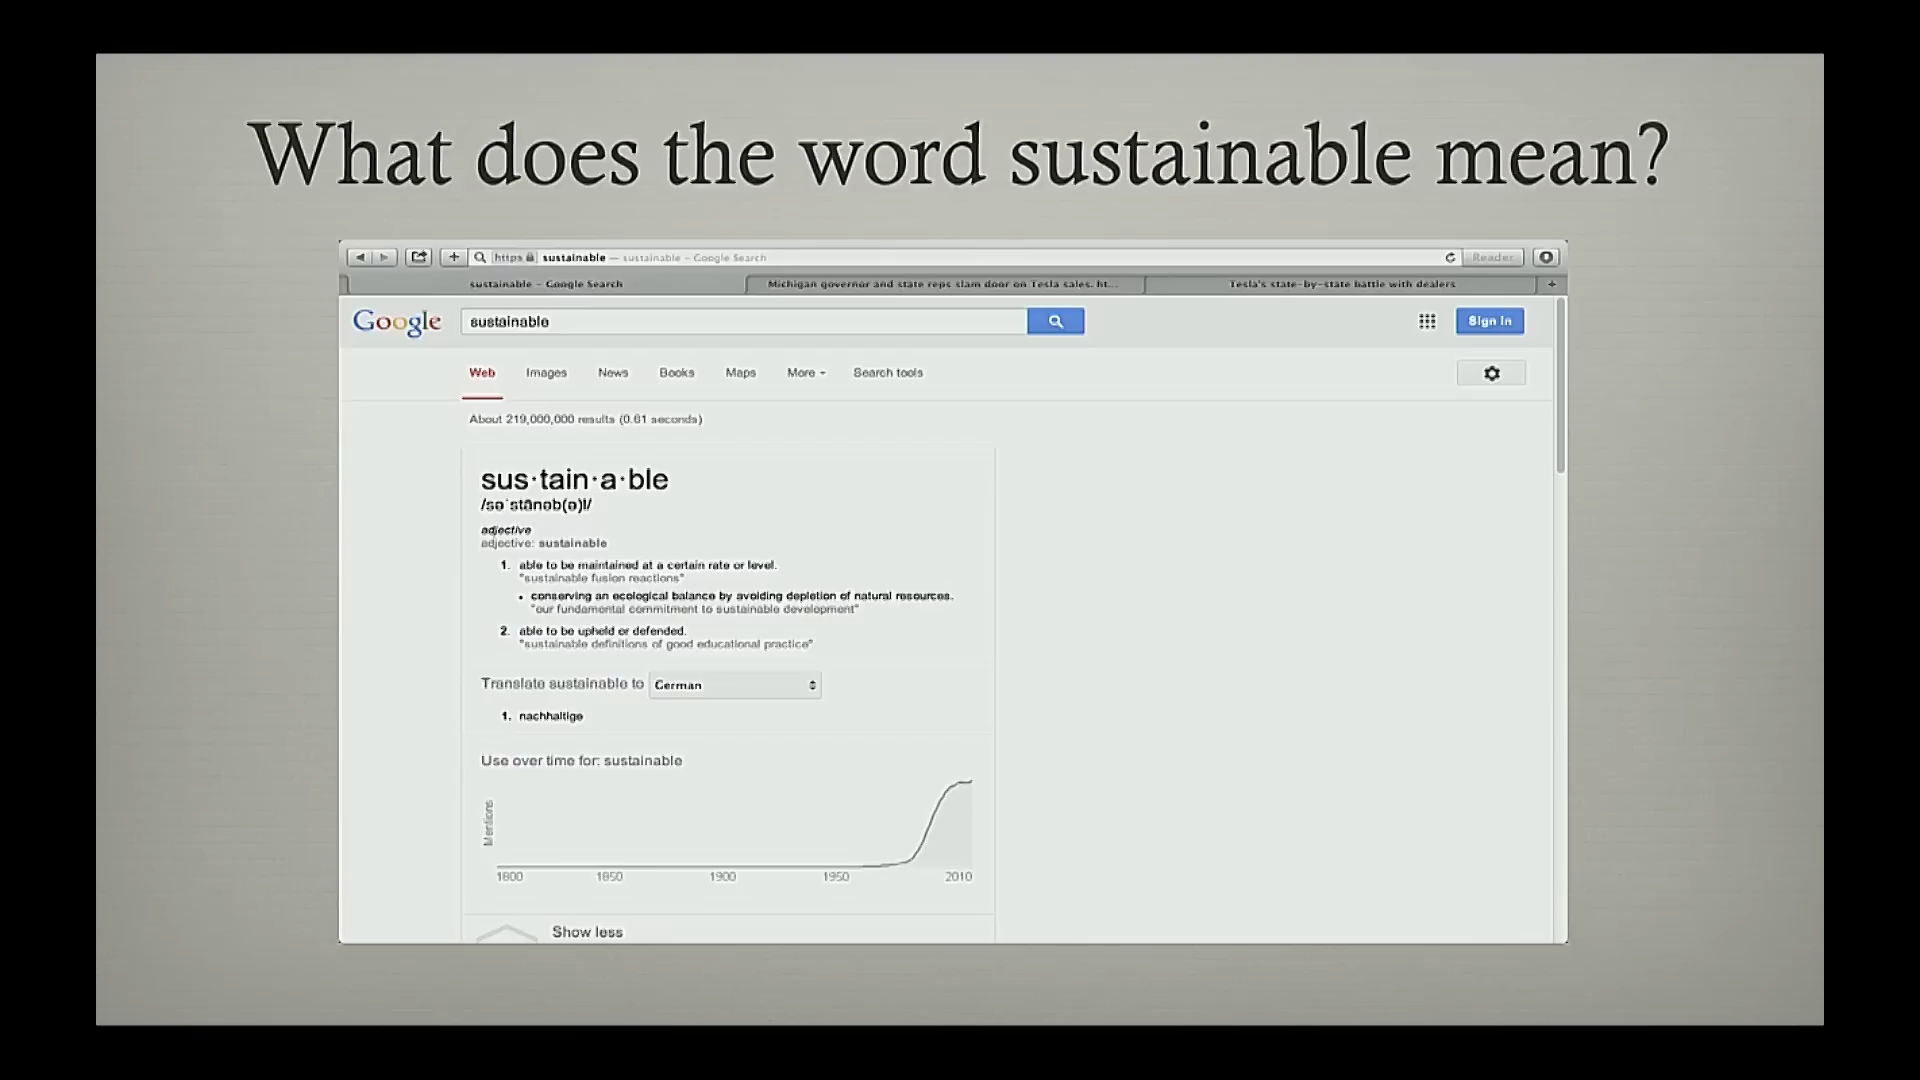 What does the word sustainable mean?
https sustainable — sustainable - Google Search
Reader
sustainable - Google Search
Michigan governor and state reps slam door on Tesla sales. ht...
Tesla's state-by-state battle with dealers
+
Google
sustainable
Sign in
Web Images News Books Maps More Search tools
About 219,000,000 results (0.61 seconds)
sus·tain·a·ble
/səˈstānəb(ə)l/
adjective
adjective: sustainable
1. able to be maintained at a certain rate or level.
"sustainable fusion reactions"
• conserving an ecological balance by avoiding depletion of natural resources.
"our fundamental commitment to sustainable development"
2. able to be upheld or defended.
"sustainable definitions of good educational practice"
Translate sustainable to German
1. nachhaltige
Use over time for: sustainable
Mentions
1800 1850 1900 1950 2010
Show less